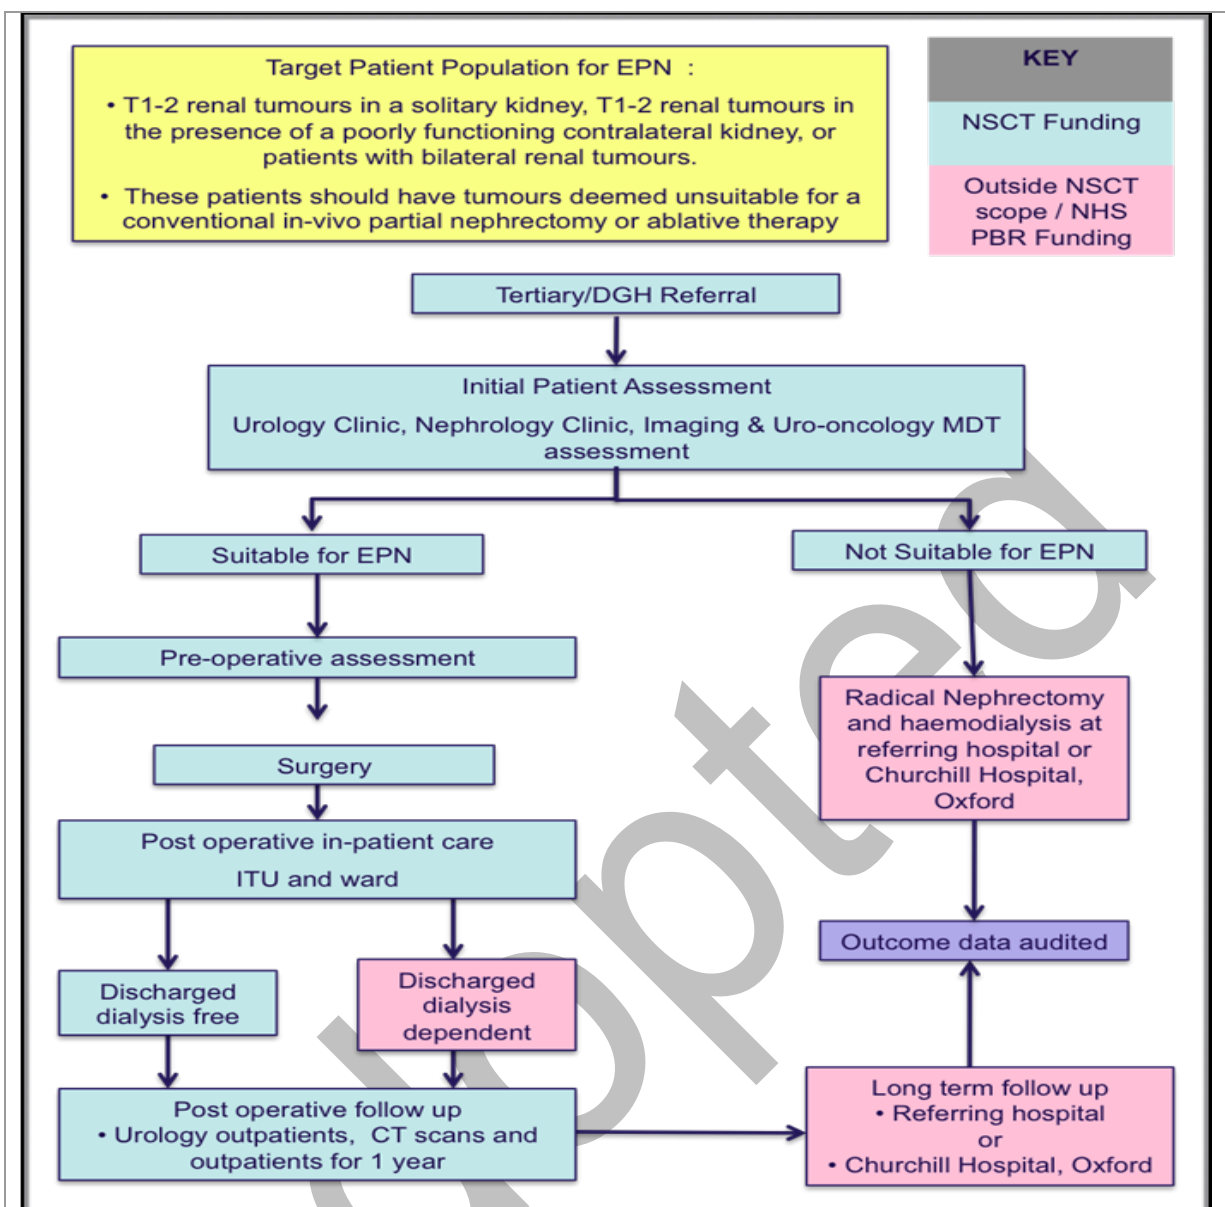 Target Patient Population for EPN :
• T1-2 renal tumours in a solitary kidney, T1-2 renal tumours in
the presence of a poorly functioning contralateral kidney, or
patients with bilateral renal tumours.
• These patients should have tumours deemed unsuitable for a
conventional in-vivo partial nephrectomy or ablative therapy
KEY
NSCT Funding
Outside NSCT
scope / NHS
PBR Funding
Tertiary/DGH Referral
Initial Patient Assessment
Urology Clinic, Nephrology Clinic, Imaging & Uro-oncology MDT
assessment
Suitable for EPN
Not Suitable for EPN
Pre-operative assessment
Radical Nephrectomy
and haemodialysis at
referring hospital or
Churchill Hospital,
Oxford
Surgery
Post operative in-patient care
ITU and ward
Outcome data audited
Discharged
dialysis free
Discharged
dialysis
dependent
Post operative follow up
• Urology outpatients, CT scans and
outpatients for 1 year
Long term follow up
• Referring hospital
or
• Churchill Hospital, Oxford
opted